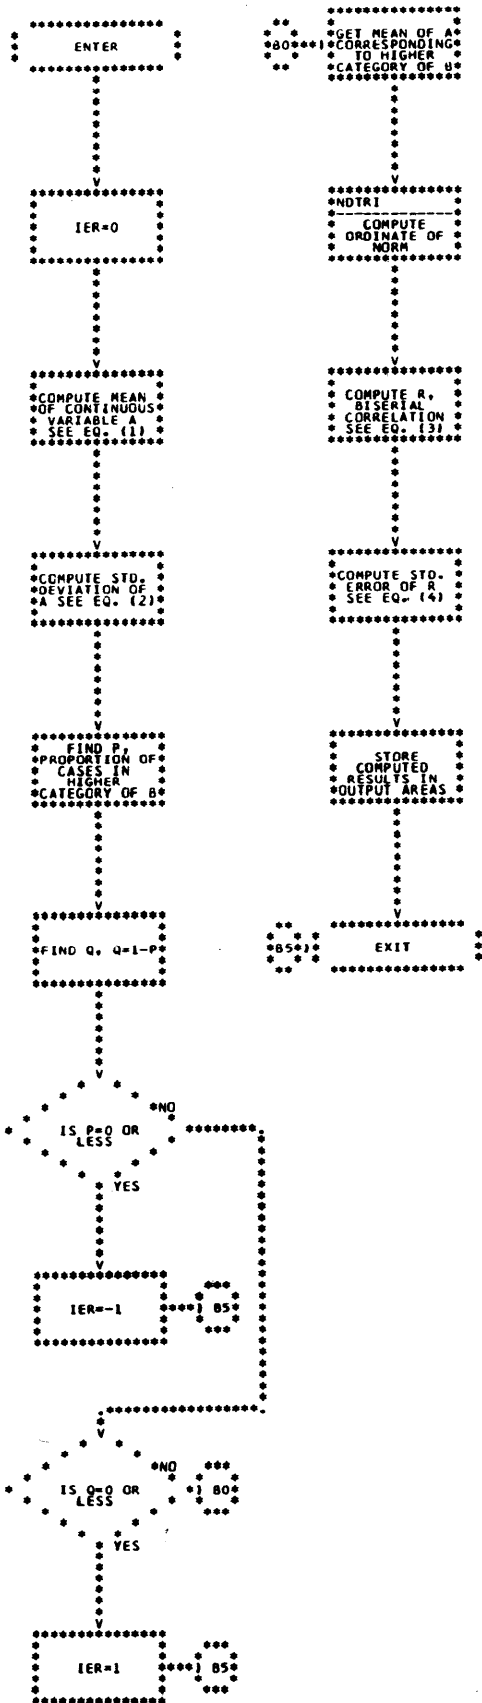 ENTER
IER=0
COMPUTE MEAN
OF CONTINUOUS
VARIABLE A
SEE EQ. (1)
COMPUTE STD.
DEVIATION OF
A SEE EQ. (2)
FIND P,
PROPORTION OF
CASES IN
HIGHER
CATEGORY OF B
FIND Q, Q=1-P
IS P=0 OR
LESS
NO
YES
IER=-1
B5
IS Q=0 OR
LESS
NO
B0
YES
IER=1
B5
B0
GET MEAN OF A
CORRESPONDING
TO HIGHER
CATEGORY OF B
NDTRI
COMPUTE
ORDINATE OF
NORM
COMPUTE R,
BISERIAL
CORRELATION
SEE EQ. (3)
COMPUTE STD.
ERROR OF R
SEE EQ. (4)
STORE
COMPUTED
RESULTS IN
OUTPUT AREAS
B5
EXIT